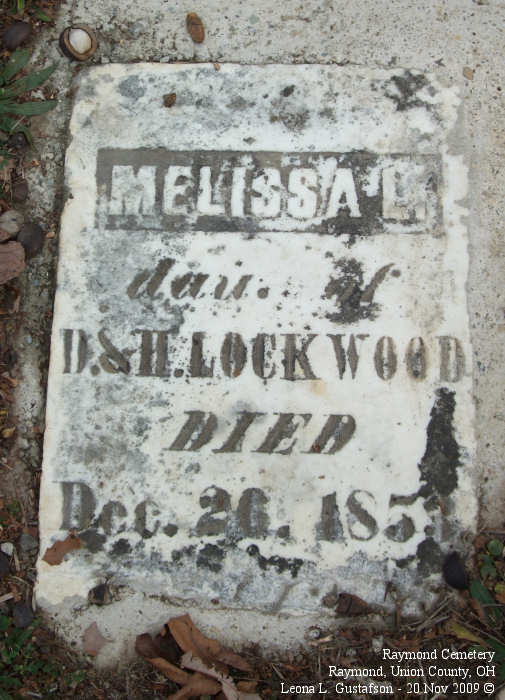 MELISSA L.
dau. of
D. & H. LOCKWOOD
DIED
Dec. 26.
Raymond Cemetery
Raymond, Union County, OH
Leona L. Gustafson - 20 Nov 2009 ©